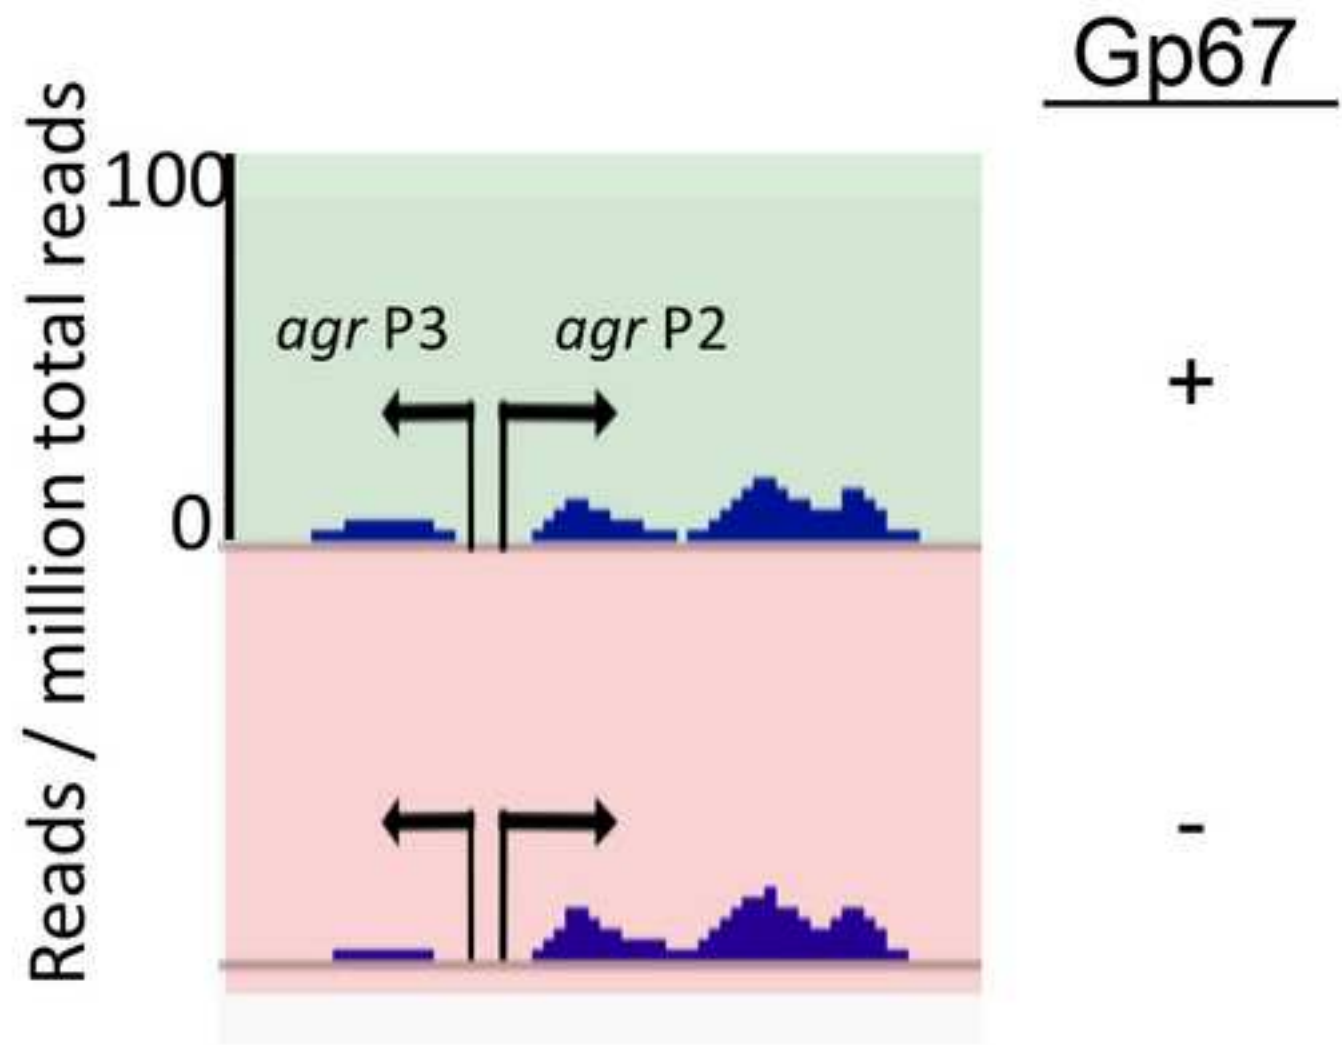 Gp67
Reads / million total reads
100
agr P3
agr P2
+
0
-